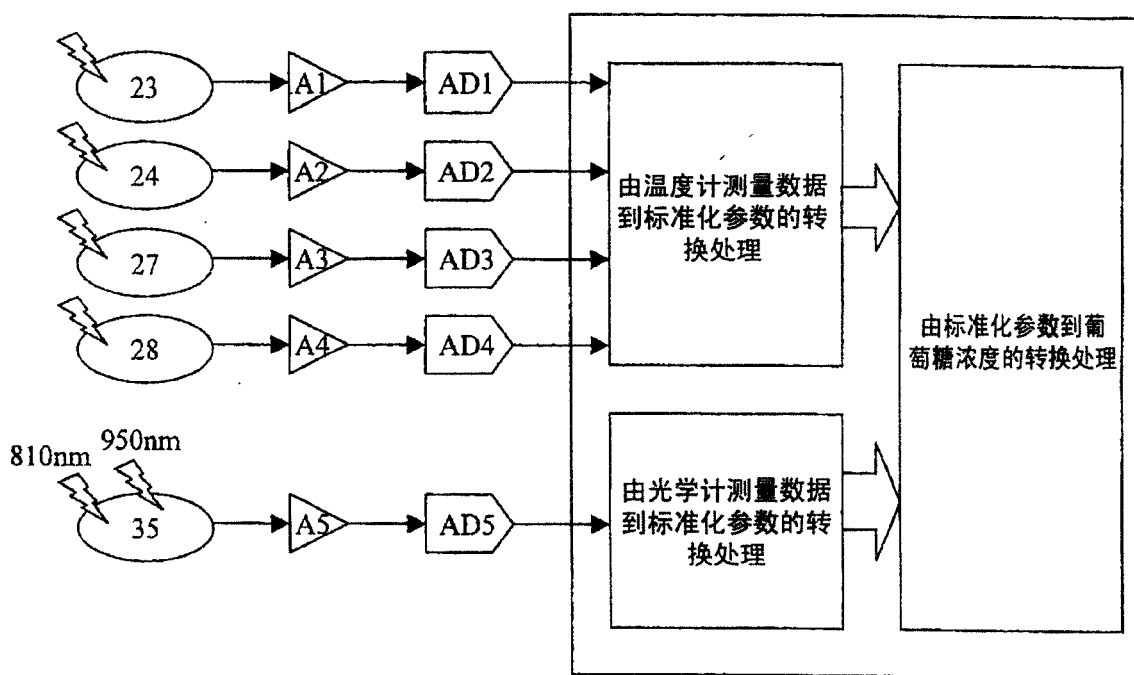 23
A1
AD1
24
A2
AD2
27
A3
AD3
28
A4
AD4
由温度计测量数据
到标准化参数的转
换处理
由标准化参数到葡
萄糖浓度的转换处理
810nm
950nm
35
A5
AD5
由光学计测量数据
到标准化参数的转
换处理